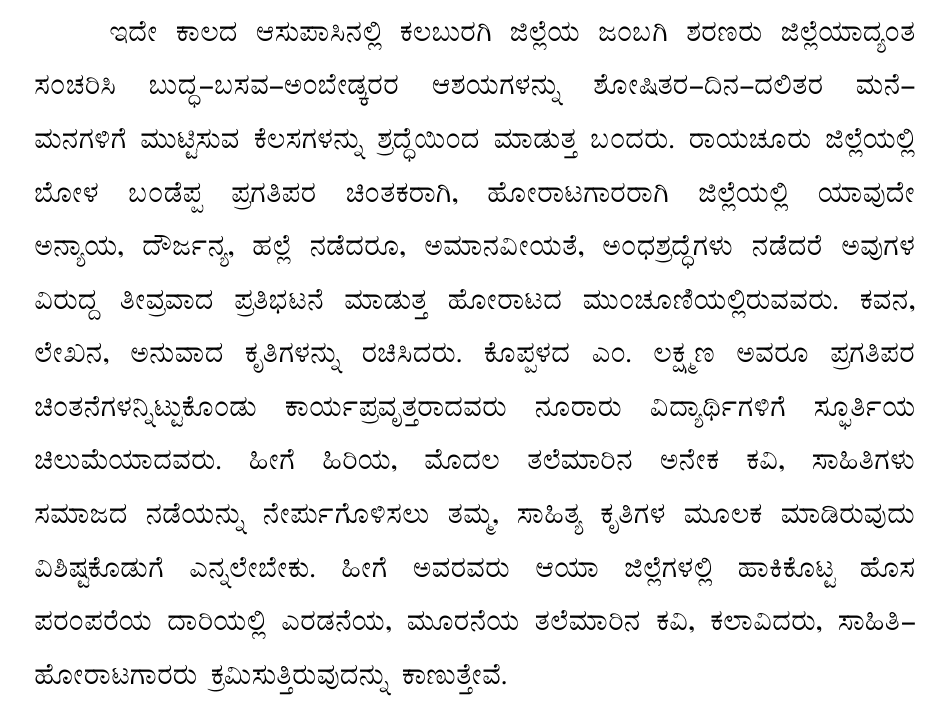 ಇದೇ ಕಾಲದ ಆಸುಪಾಸಿನಲ್ಲಿ ಕಲಬುರಗಿ ಜಿಲ್ಲೆಯ ಜಂಬಗಿ ಶರಣರು ಜಿಲ್ಲೆಯಾದ್ಯಂತ
ಸಂಚರಿಸಿ ಬುದ್ಧ-ಬಸವ-ಅಂಬೇಡ್ಕರರ ಆಶಯಗಳನ್ನು ಶೋಷಿತರ-ದಿನ-ದಲಿತರ ಮನೆ-
ಮನಗಳಿಗೆ ಮುಟ್ಟಿಸುವ ಕೆಲಸಗಳನ್ನು ಶ್ರದ್ಧೆಯಿಂದ ಮಾಡುತ್ತ ಬಂದರು. ರಾಯಚೂರು ಜಿಲ್ಲೆಯಲ್ಲಿ
ಬೋಳ ಬಂಡೆಪ್ಪ ಪ್ರಗತಿಪರ ಚಿಂತಕರಾಗಿ, ಹೋರಾಟಗಾರರಾಗಿ ಜಿಲ್ಲೆಯಲ್ಲಿ ಯಾವುದೇ
ಅನ್ಯಾಯ, ದೌರ್ಜನ್ಯ, ಹಲ್ಲೆ ನಡೆದರೂ, ಅಮಾನವೀಯತೆ, ಅಂಧಶ್ರದ್ಧೆಗಳು ನಡೆದರೆ ಅವುಗಳ
ವಿರುದ್ದ ತೀವ್ರವಾದ ಪ್ರತಿಭಟನೆ ಮಾಡುತ್ತ ಹೋರಾಟದ ಮುಂಚೂಣಿಯಲ್ಲಿರುವವರು. ಕವನ,
ಲೇಖನ, ಅನುವಾದ ಕೃತಿಗಳನ್ನು ರಚಿಸಿದರು. ಕೊಪ್ಪಳದ ಎಂ. ಲಕ್ಷ್ಮಣ ಅವರೂ ಪ್ರಗತಿಪರ
ಚಿಂತನೆಗಳನ್ನಿಟ್ಟುಕೊಂಡು ಕಾರ್ಯಪ್ರವೃತ್ತರಾದವರು ನೂರಾರು ವಿದ್ಯಾರ್ಥಿಗಳಿಗೆ ಸ್ಫೂರ್ತಿಯ
ಚಿಲುಮೆಯಾದವರು. ಹೀಗೆ ಹಿರಿಯ, ಮೊದಲ ತಲೆಮಾರಿನ ಅನೇಕ ಕವಿ, ಸಾಹಿತಿಗಳು
ಸಮಾಜದ ನಡೆಯನ್ನು ನೇರ್ಪುಗೊಳಿಸಲು ತಮ್ಮ, ಸಾಹಿತ್ಯ ಕೃತಿಗಳ ಮೂಲಕ ಮಾಡಿರುವುದು
ವಿಶಿಷ್ಟಕೊಡುಗೆ ಎನ್ನಲೇಬೇಕು. ಹೀಗೆ ಅವರವರು ಆಯಾ ಜಿಲ್ಲೆಗಳಲ್ಲಿ ಹಾಕಿಕೊಟ್ಟ ಹೊಸ
ಪರಂಪರೆಯ ದಾರಿಯಲ್ಲಿ ಎರಡನೆಯ, ಮೂರನೆಯ ತಲೆಮಾರಿನ ಕವಿ, ಕಲಾವಿದರು, ಸಾಹಿತಿ-
ಹೋರಾಟಗಾರರು ಕ್ರಮಿಸುತ್ತಿರುವುದನ್ನು ಕಾಣುತ್ತೇವೆ.